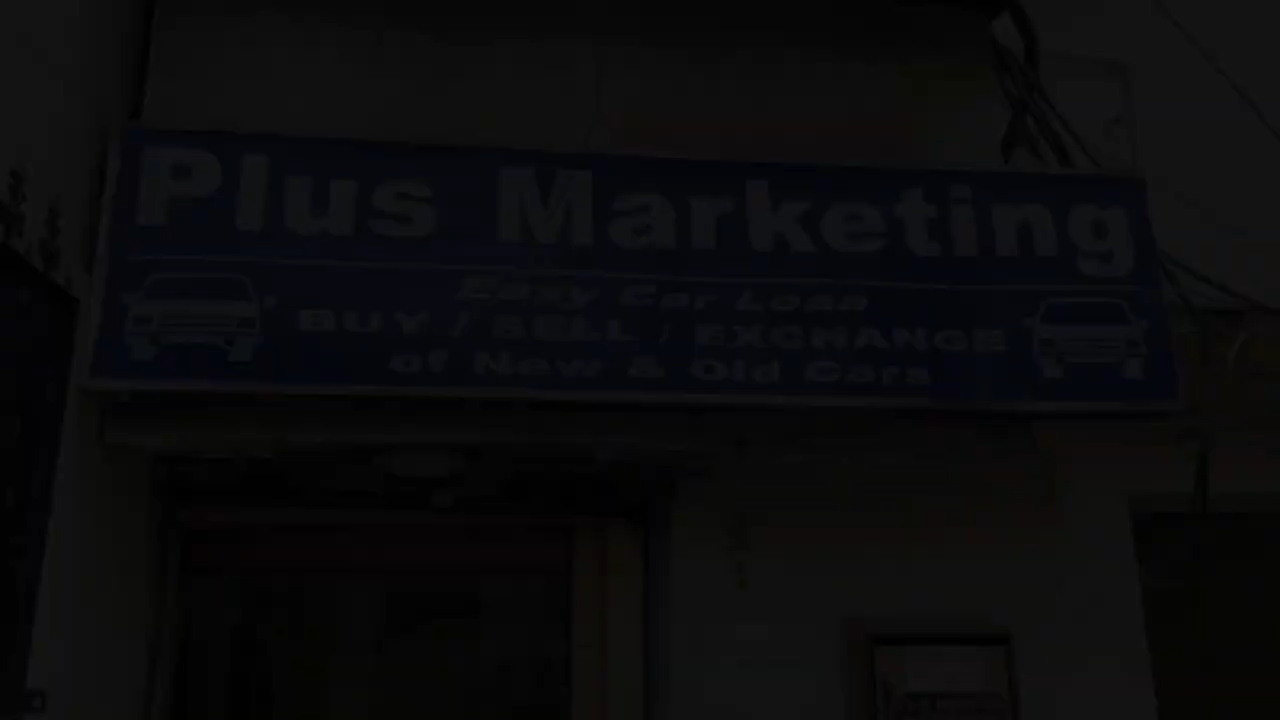 Plus Marketing
Easy Car Loan
BUY / SELL / EXCHANGE
of New & Old Cars